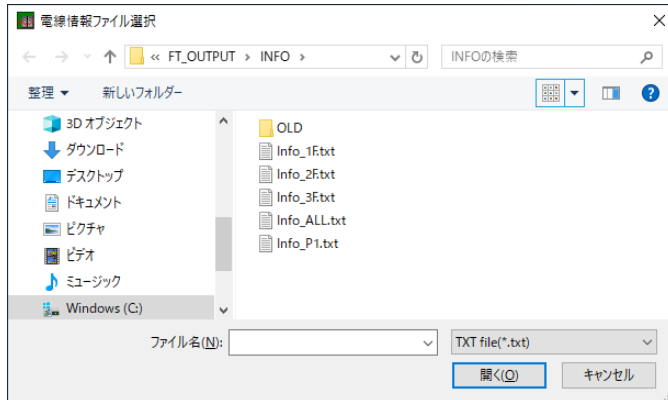 電線情報ファイル選択
« FT_OUTPUT › INFO ›
INFOの検索
整理
新しいフォルダー
3D オブジェクト
ダウンロード
デスクトップ
ドキュメント
ピクチャ
ビデオ
ミュージック
Windows (C:)
OLD
Info_1F.txt
Info_2F.txt
Info_3F.txt
Info_ALL.txt
Info_P1.txt
ファイル名(N):
TXT file(*.txt)
開く(O)
キャンセル